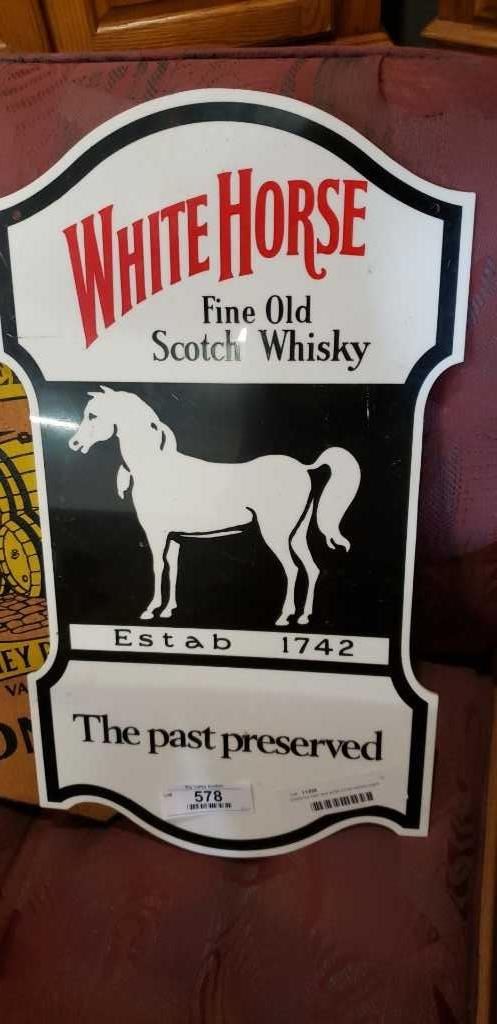 WHITE HORSE
Fine Old
Scotch Whisky
Estab 1742
The past preserved
578